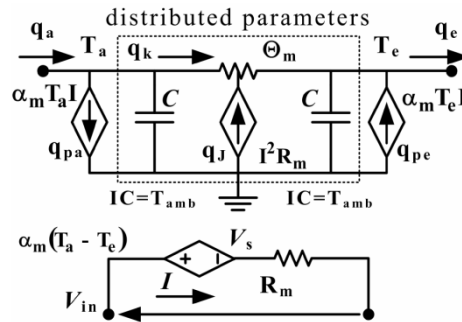 distributed parameters
qₐ Tₐ qₖ Θₘ Tₑ qₑ
αₘTₐI C C αₘTₑI
qₚₐ q_J I²Rₘ qₚₑ
IC=Tₐₘb IC=Tₐₘb
αₘ(Tₐ - Tₑ) Vₛ
+ -
I Rₘ
Vᵢₙ